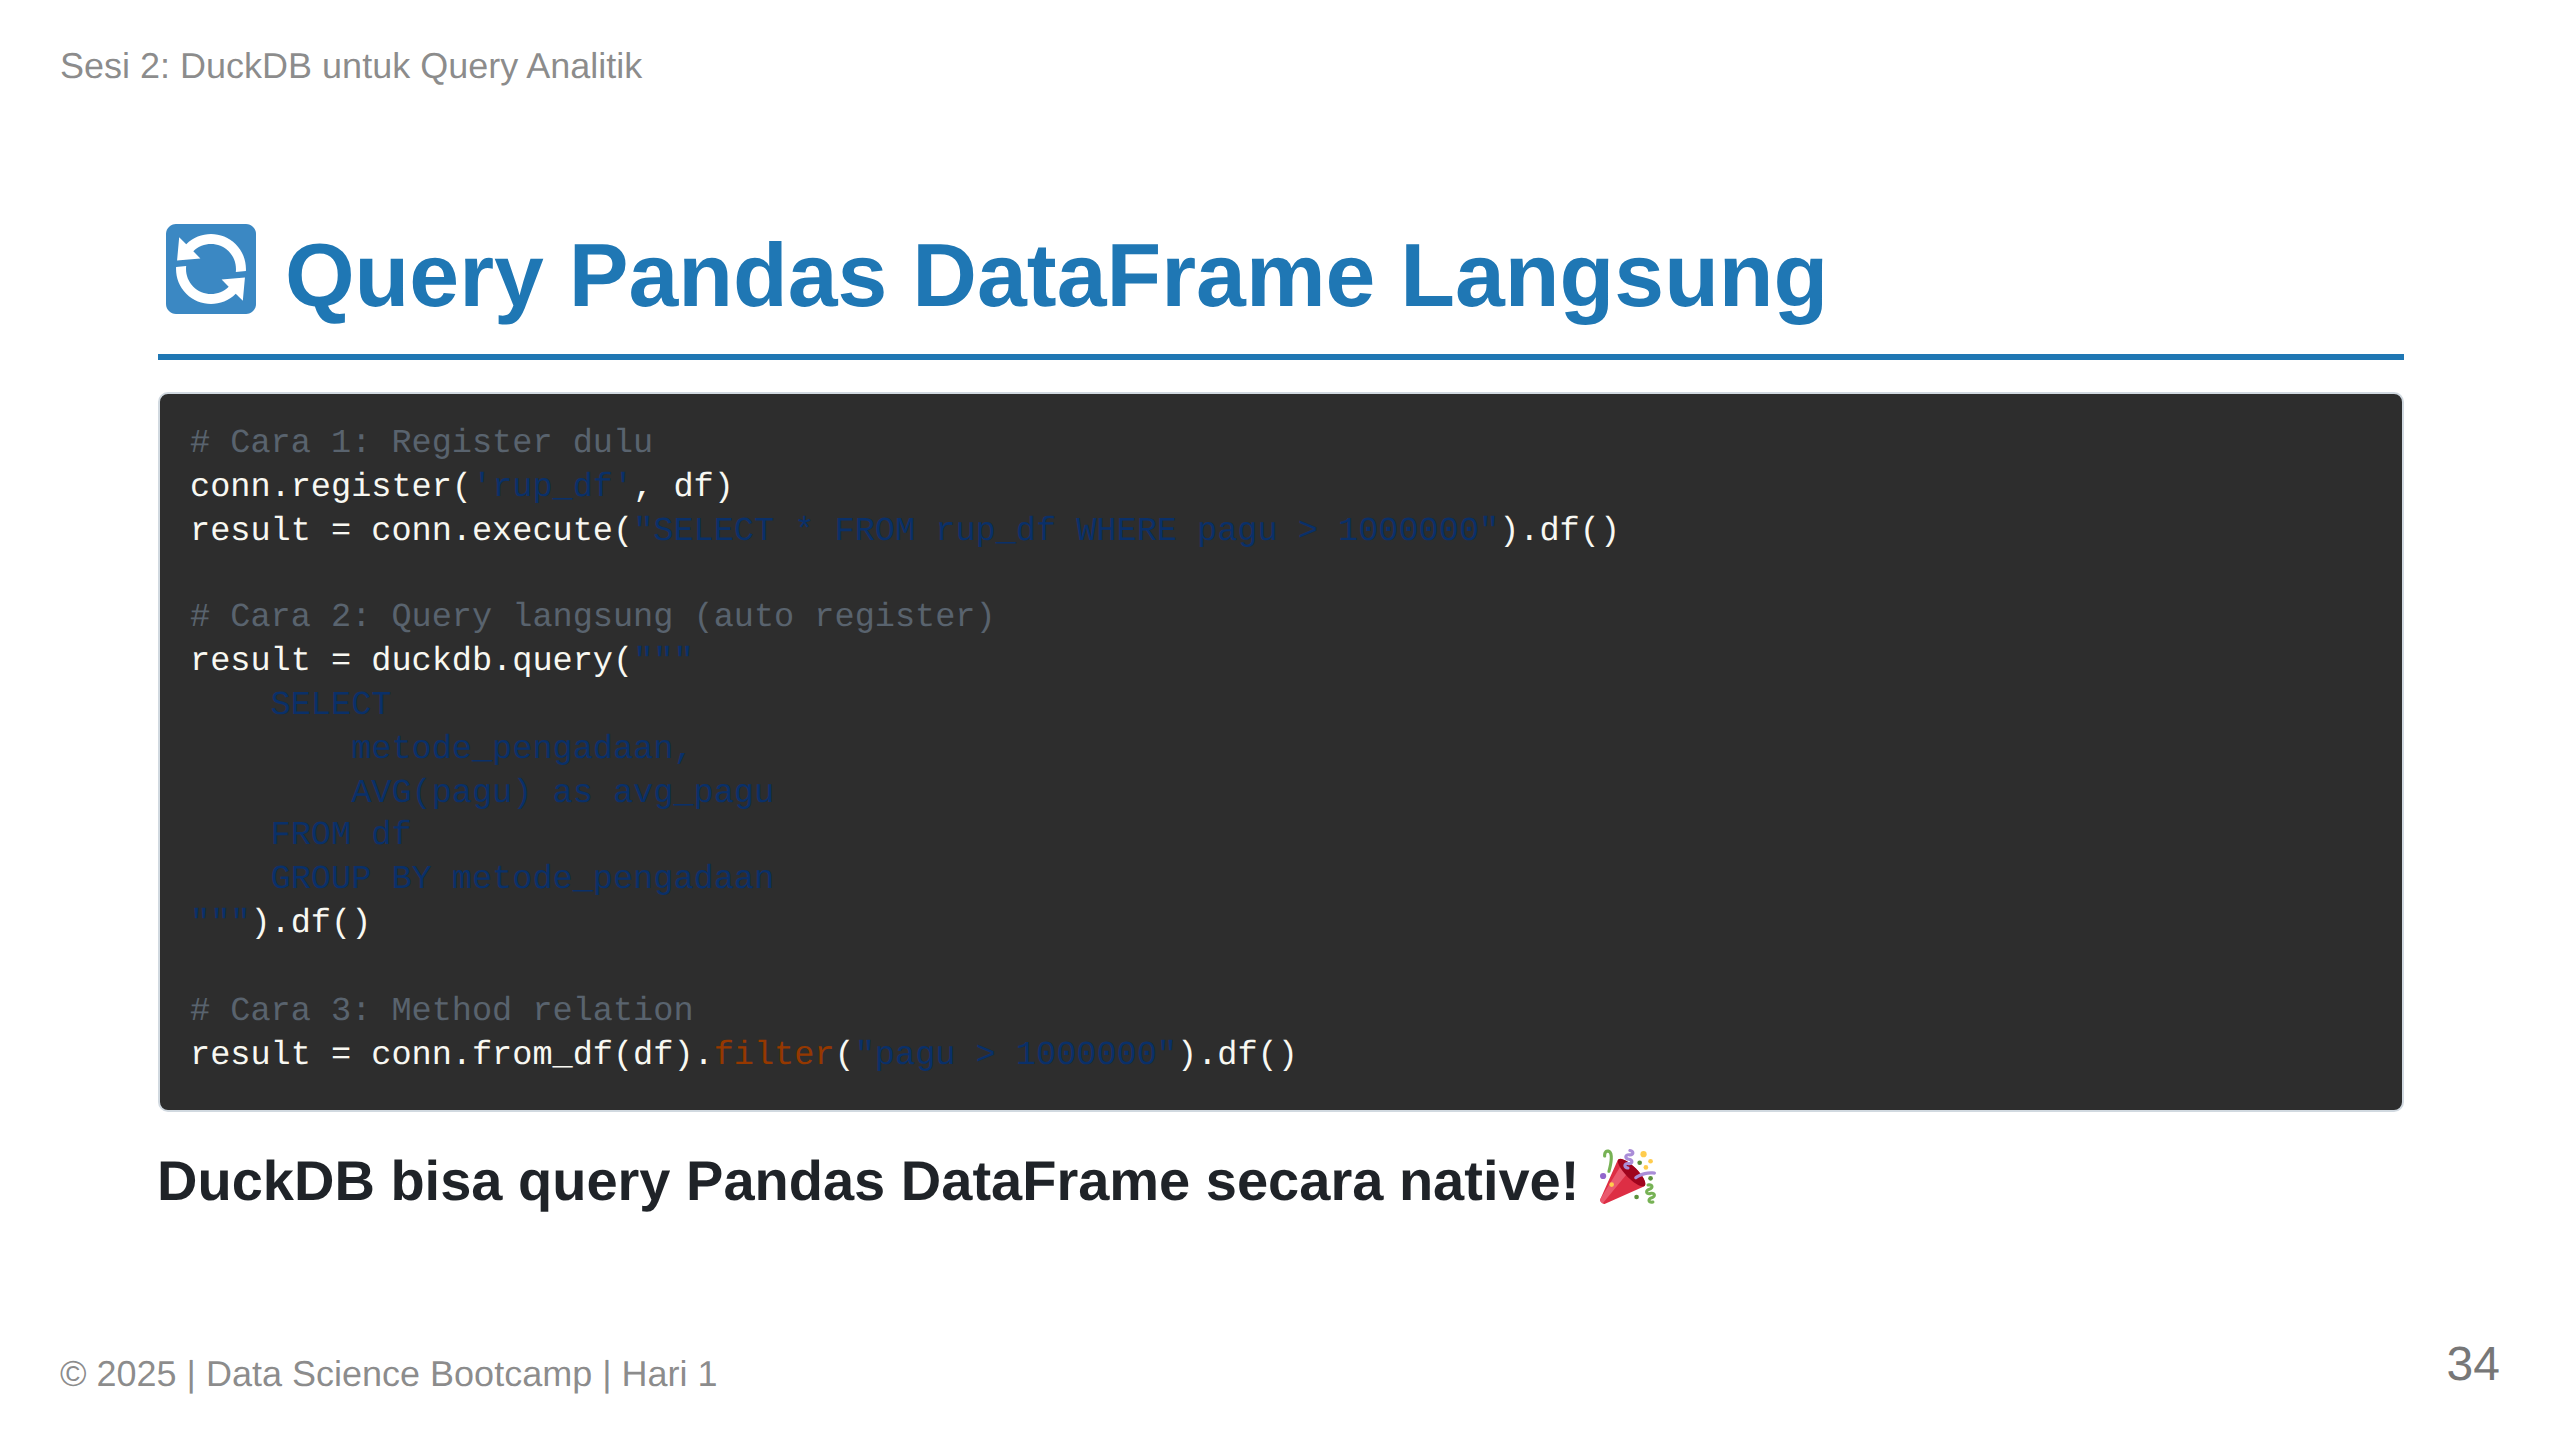 Sesi 2: DuckDB untuk Query Analitik
🔄 Query Pandas DataFrame Langsung
# Cara 1: Register dulu
conn.register('rup_df', df)
result = conn.execute("SELECT * FROM rup_df WHERE pagu > 1000000").df()

# Cara 2: Query langsung (auto register)
result = duckdb.query("""
    SELECT
        metode_pengadaan,
        AVG(pagu) as avg_pagu
    FROM df
    GROUP BY metode_pengadaan
""").df()

# Cara 3: Method relation
result = conn.from_df(df).filter("pagu > 1000000").df()
DuckDB bisa query Pandas DataFrame secara native! 🎉
© 2025 | Data Science Bootcamp | Hari 1
34